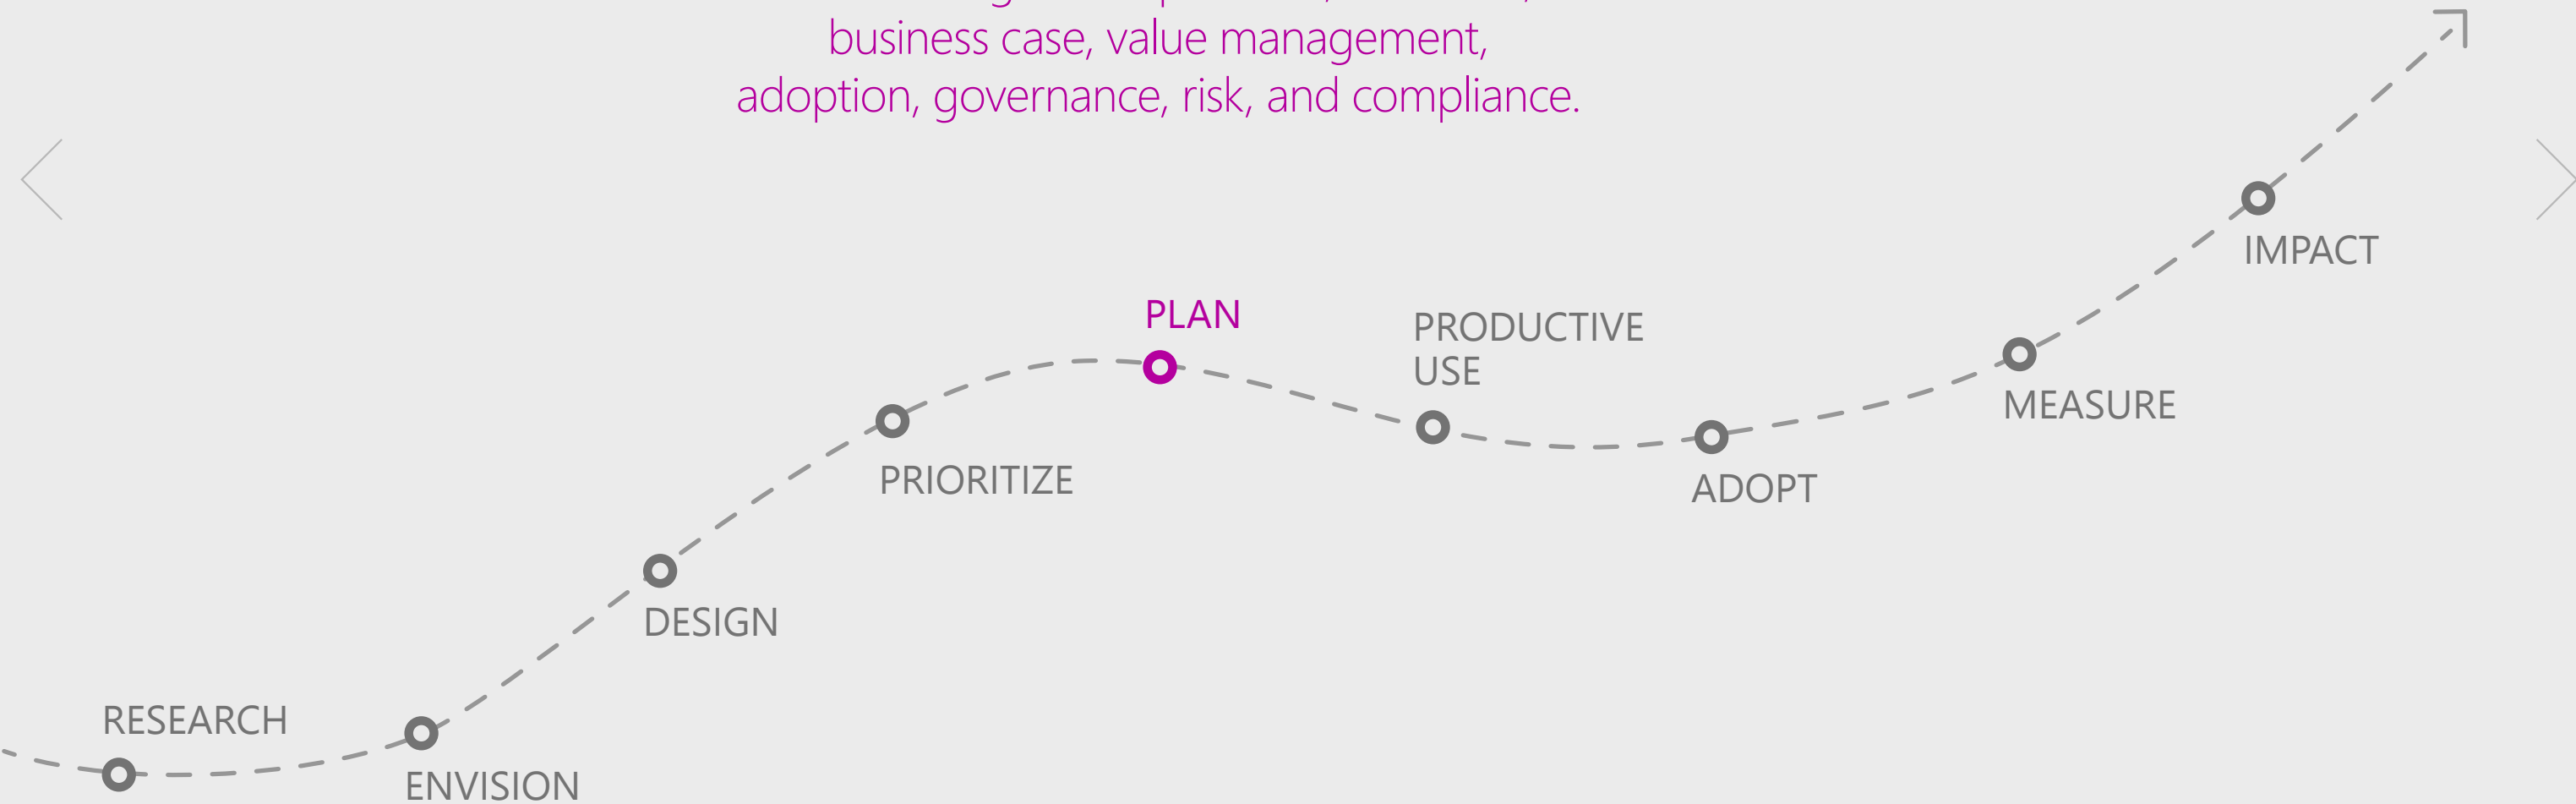 business case, value management,
adoption, governance, risk, and compliance.
RESEARCH
ENVISION
DESIGN
PRIORITIZE
PLAN
PRODUCTIVE
USE
ADOPT
MEASURE
IMPACT